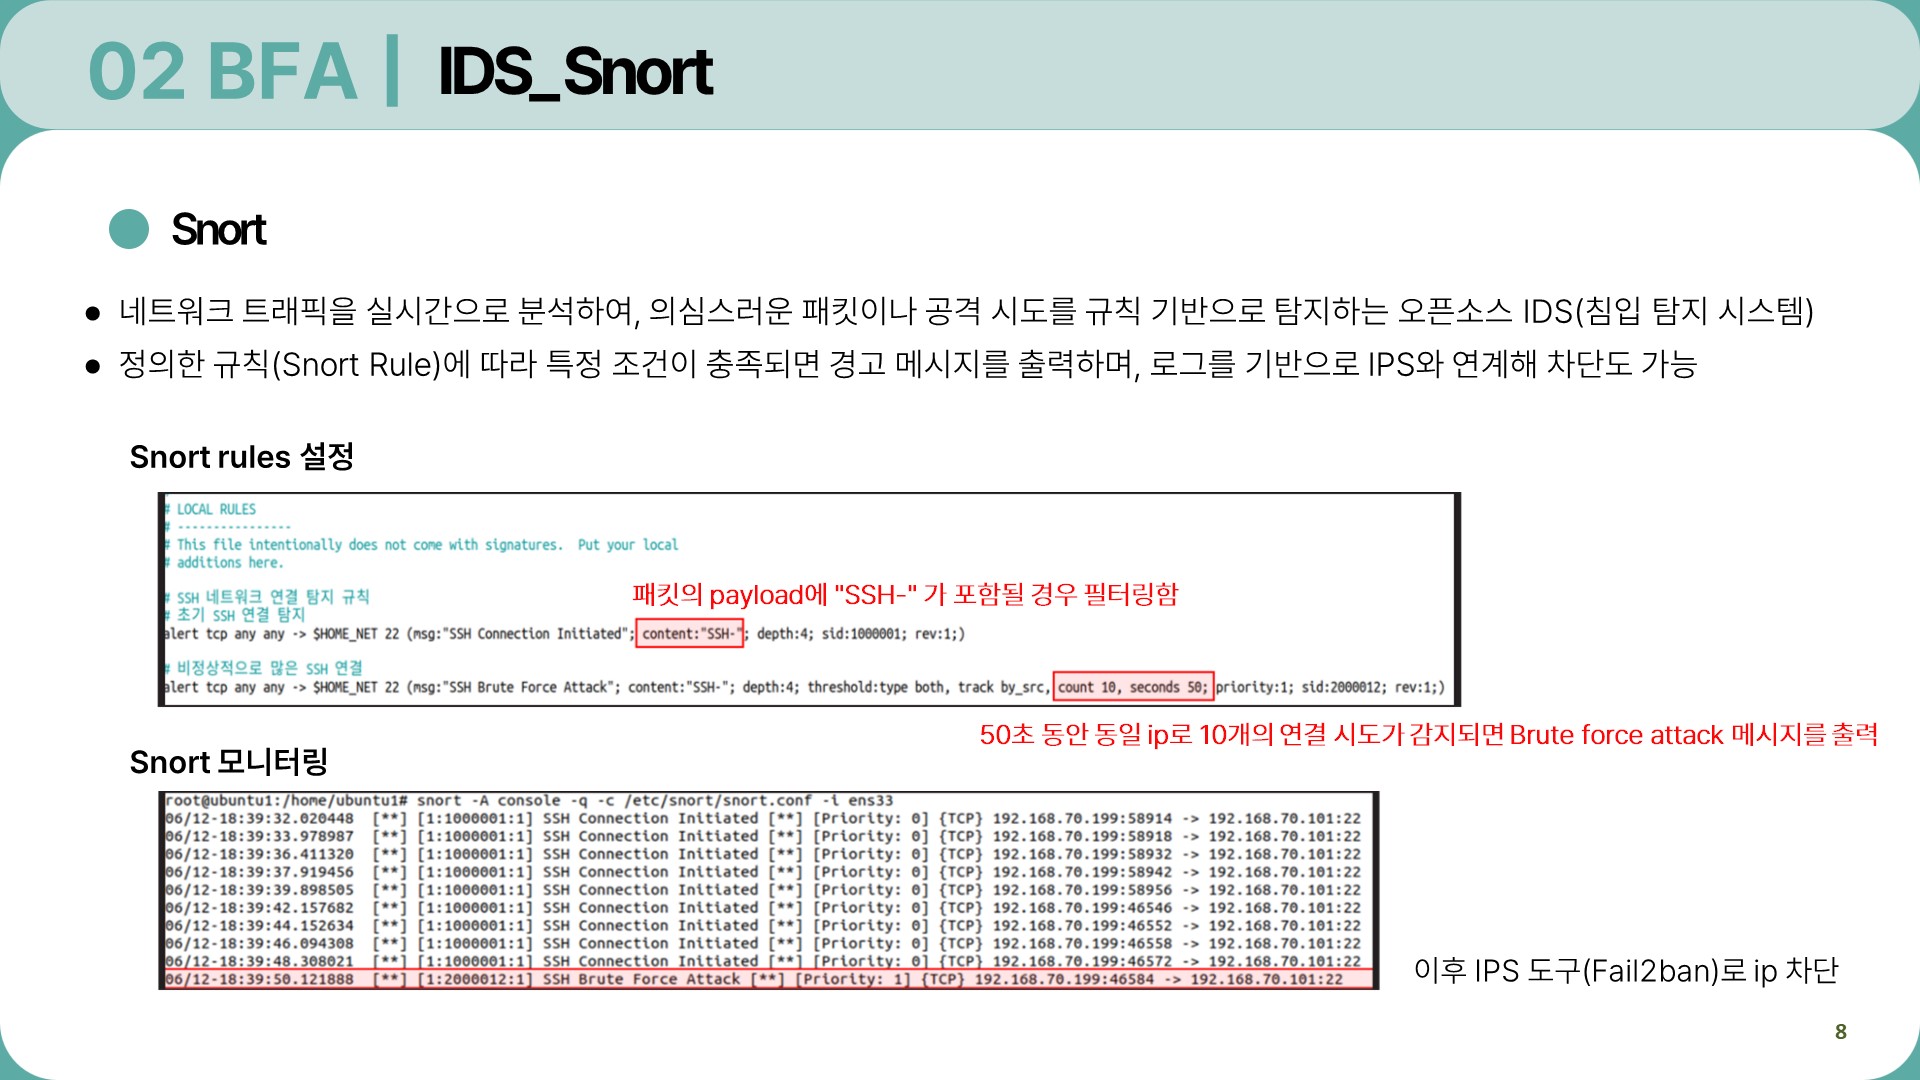 02 BFA | IDS_Snort
Snort
● 네트워크 트래픽을 실시간으로 분석하여, 의심스러운 패킷이나 공격 시도를 규칙 기반으로 탐지하는 오픈소스 IDS(침입 탐지 시스템)
● 정의한 규칙(Snort Rule)에 따라 특정 조건이 충족되면 경고 메시지를 출력하며, 로그를 기반으로 IPS와 연계해 차단도 가능
Snort rules 설정
# LOCAL RULES
# ----------------
# This file intentionally does not come with signatures.  Put your local
# additions here.
# SSH 네트워크 연결 탐지 규칙
패킷의 payload에 "SSH-" 가 포함될 경우 필터링함
# 초기 SSH 연결 탐지
alert tcp any any -> $HOME_NET 22 (msg:"SSH Connection Initiated"; content:"SSH-"; depth:4; sid:1000001; rev:1;)
# 비정상적으로 많은 SSH 연결
alert tcp any any -> $HOME_NET 22 (msg:"SSH Brute Force Attack"; content:"SSH-"; depth:4; threshold:type both, track by_src, count 10, seconds 50; priority:1; sid:2000012; rev:1;)
50초 동안 동일 ip로 10개의 연결 시도가 감지되면 Brute force attack 메시지를 출력
Snort 모니터링
root@ubuntu1:/home/ubuntu1# snort -A console -q -c /etc/snort/snort.conf -i ens33
06/12-18:39:32.020448  [**] [1:1000001:1] SSH Connection Initiated [**] [Priority: 0] {TCP} 192.168.70.199:58914 -> 192.168.70.101:22
06/12-18:39:33.978987  [**] [1:1000001:1] SSH Connection Initiated [**] [Priority: 0] {TCP} 192.168.70.199:58918 -> 192.168.70.101:22
06/12-18:39:36.411320  [**] [1:1000001:1] SSH Connection Initiated [**] [Priority: 0] {TCP} 192.168.70.199:58932 -> 192.168.70.101:22
06/12-18:39:37.919456  [**] [1:1000001:1] SSH Connection Initiated [**] [Priority: 0] {TCP} 192.168.70.199:58942 -> 192.168.70.101:22
06/12-18:39:39.898505  [**] [1:1000001:1] SSH Connection Initiated [**] [Priority: 0] {TCP} 192.168.70.199:58956 -> 192.168.70.101:22
06/12-18:39:42.157682  [**] [1:1000001:1] SSH Connection Initiated [**] [Priority: 0] {TCP} 192.168.70.199:46546 -> 192.168.70.101:22
06/12-18:39:44.152634  [**] [1:1000001:1] SSH Connection Initiated [**] [Priority: 0] {TCP} 192.168.70.199:46552 -> 192.168.70.101:22
06/12-18:39:46.094308  [**] [1:1000001:1] SSH Connection Initiated [**] [Priority: 0] {TCP} 192.168.70.199:46558 -> 192.168.70.101:22
06/12-18:39:48.308021  [**] [1:1000001:1] SSH Connection Initiated [**] [Priority: 0] {TCP} 192.168.70.199:46572 -> 192.168.70.101:22
06/12-18:39:50.121888  [**] [1:2000012:1] SSH Brute Force Attack [**] [Priority: 1] {TCP} 192.168.70.199:46584 -> 192.168.70.101:22
이후 IPS 도구(Fail2ban)로 ip 차단
8